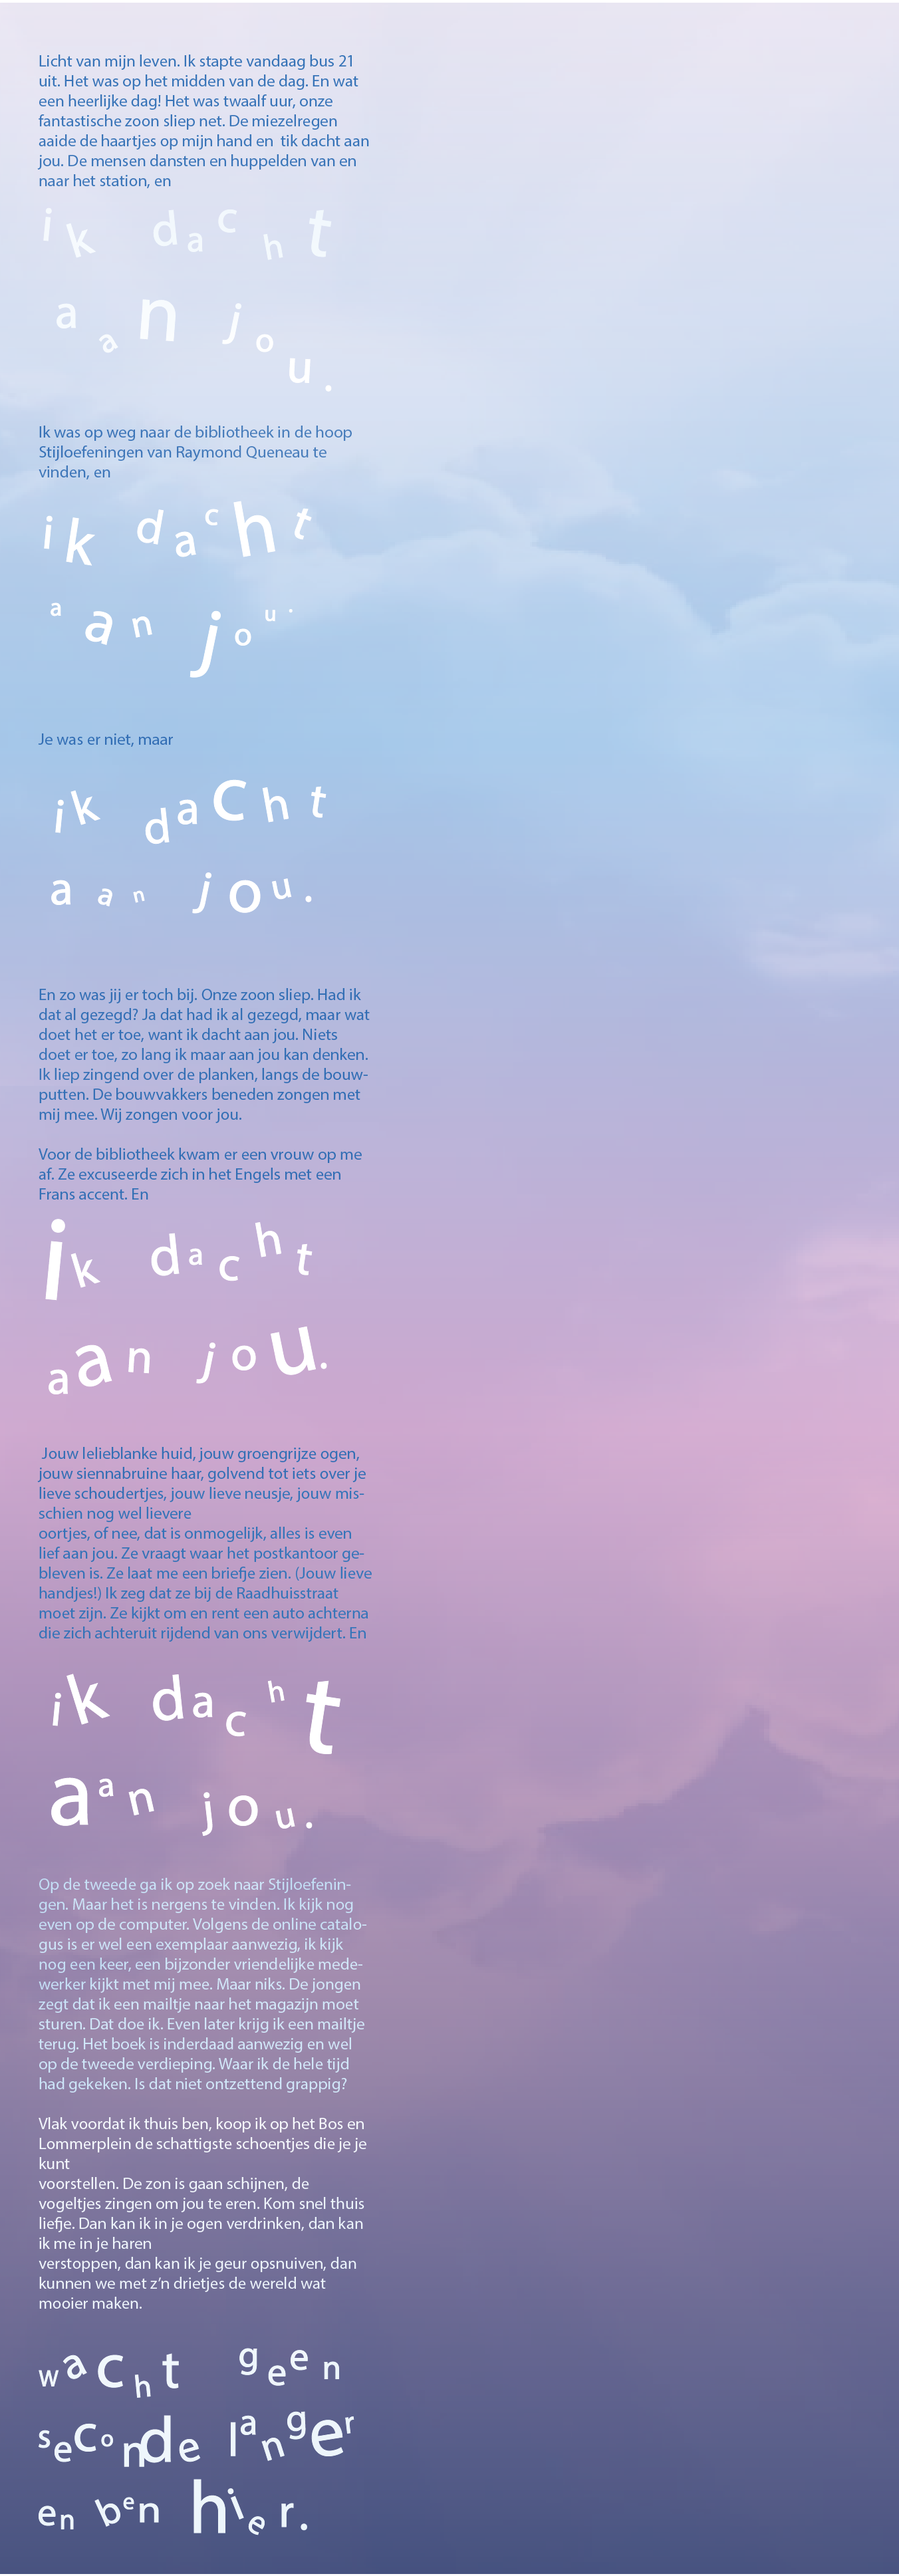 Licht van mijn leven. Ik stapte vandaag bus 21
uit. Het was op het midden van de dag. En wat
een heerlijke dag! Het was twaalf uur, onze
fantastische zoon sliep net. De miezelregen
aaide de haartjes op mijn hand en  tik dacht aan
jou. De mensen dansten en huppelden van en
naar het station, en
ik dacht
aan jou.
Ik was op weg naar de bibliotheek in de hoop
Stijloefeningen van Raymond Queneau te
vinden, en
ik dacht
aan jou.
Je was er niet, maar
ik dacht
aan jou.
En zo was jij er toch bij. Onze zoon sliep. Had ik
dat al gezegd? Ja dat had ik al gezegd, maar wat
doet het er toe, want ik dacht aan jou. Niets
doet er toe, zo lang ik maar aan jou kan denken.
Ik liep zingend over de planken, langs de bouw-
putten. De bouwvakkers beneden zongen met
mij mee. Wij zongen voor jou.
Voor de bibliotheek kwam er een vrouw op me
af. Ze excuseerde zich in het Engels met een
Frans accent. En
ik dacht
aan jou.
Jouw lelieblanke huid, jouw groengrijze ogen,
jouw siennabruine haar, golvend tot iets over je
lieve schoudertjes, jouw lieve neusje, jouw mis-
schien nog wel lievere
oortjes, of nee, dat is onmogelijk, alles is even
lief aan jou. Ze vraagt waar het postkantoor ge-
bleven is. Ze laat me een briefje zien. (Jouw lieve
handjes!) Ik zeg dat ze bij de Raadhuisstraat
moet zijn. Ze kijkt om en rent een auto achterna
die zich achteruit rijdend van ons verwijdert. En
ik dacht
aan jou.
Op de tweede ga ik op zoek naar Stijloefenin-
gen. Maar het is nergens te vinden. Ik kijk nog
even op de computer. Volgens de online catalo-
gus is er wel een exemplaar aanwezig, ik kijk
nog een keer, een bijzonder vriendelijke mede-
werker kijkt met mij mee. Maar niks. De jongen
zegt dat ik een mailtje naar het magazijn moet
sturen. Dat doe ik. Even later krijg ik een mailtje
terug. Het boek is inderdaad aanwezig en wel
op de tweede verdieping. Waar ik de hele tijd
had gekeken. Is dat niet ontzettend grappig?
Vlak voordat ik thuis ben, koop ik op het Bos en
Lommerplein de schattigste schoentjes die je je
kunt
voorstellen. De zon is gaan schijnen, de
vogeltjes zingen om jou te eren. Kom snel thuis
liefje. Dan kan ik in je ogen verdrinken, dan kan
ik me in je haren
verstoppen, dan kan ik je geur opsnuiven, dan
kunnen we met z’n drietjes de wereld wat
mooier maken.
wacht geen
seconde langer
en ben hier.